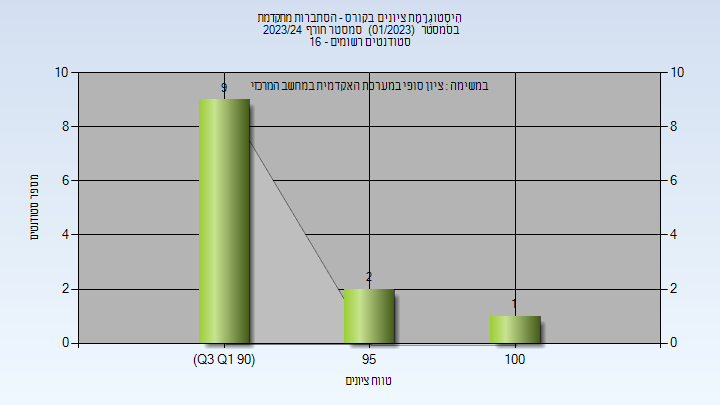 היסטוגרמת ציונים בקורס - הסתברות מתקדמת
בסמסטר (01/2023) סמסטר חורף 2023/24
סטודנטים רשומים - 16
במשימה : ציון סופי במערכת האקדמית במחשב המרכזי
10
8
6
4
2
0
10
8
6
4
2
0
9
2
1
מספר סטודנטים
(Q3 Q1 90)
95
100
טווח ציונים